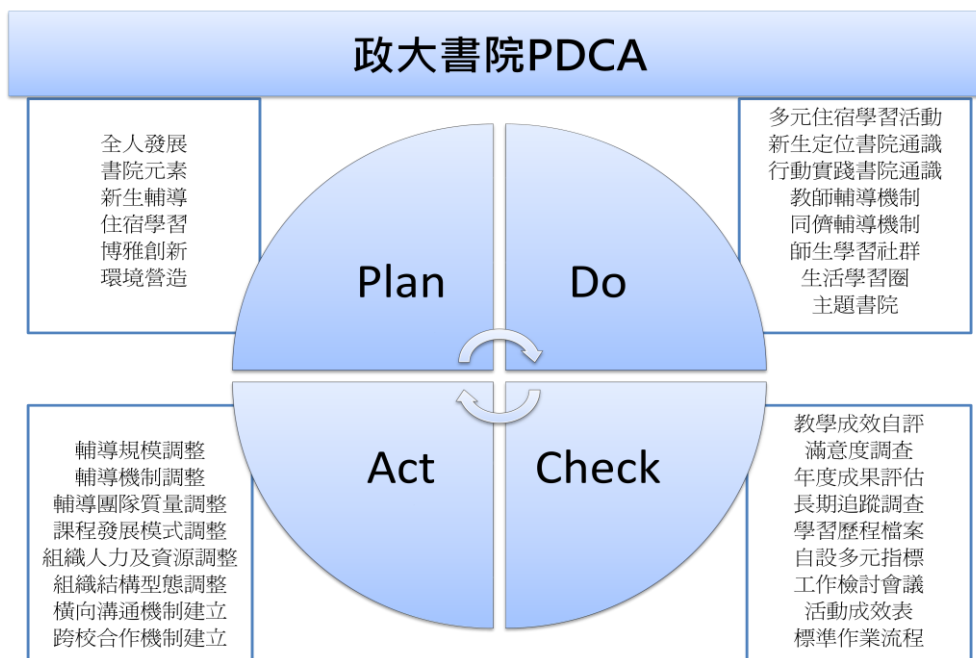 政大書院PDCA
全人發展
書院元素
新生輔導
住宿學習
博雅創新
環境營造
Plan
Do
多元住宿學習活動
新生定位書院通識
行動實踐書院通識
教師輔導機制
同儕輔導機制
師生學習社群
生活學習圈
主題書院
輔導規模調整
輔導機制調整
輔導團隊質量調整
課程發展模式調整
組織人力及資源調整
組織結構型態調整
橫向溝通機制建立
跨校合作機制建立
Act
Check
教學成效自評
滿意度調查
年度成果評估
長期追蹤調查
學習歷程檔案
自設多元指標
工作檢討會議
活動成效表
標準作業流程